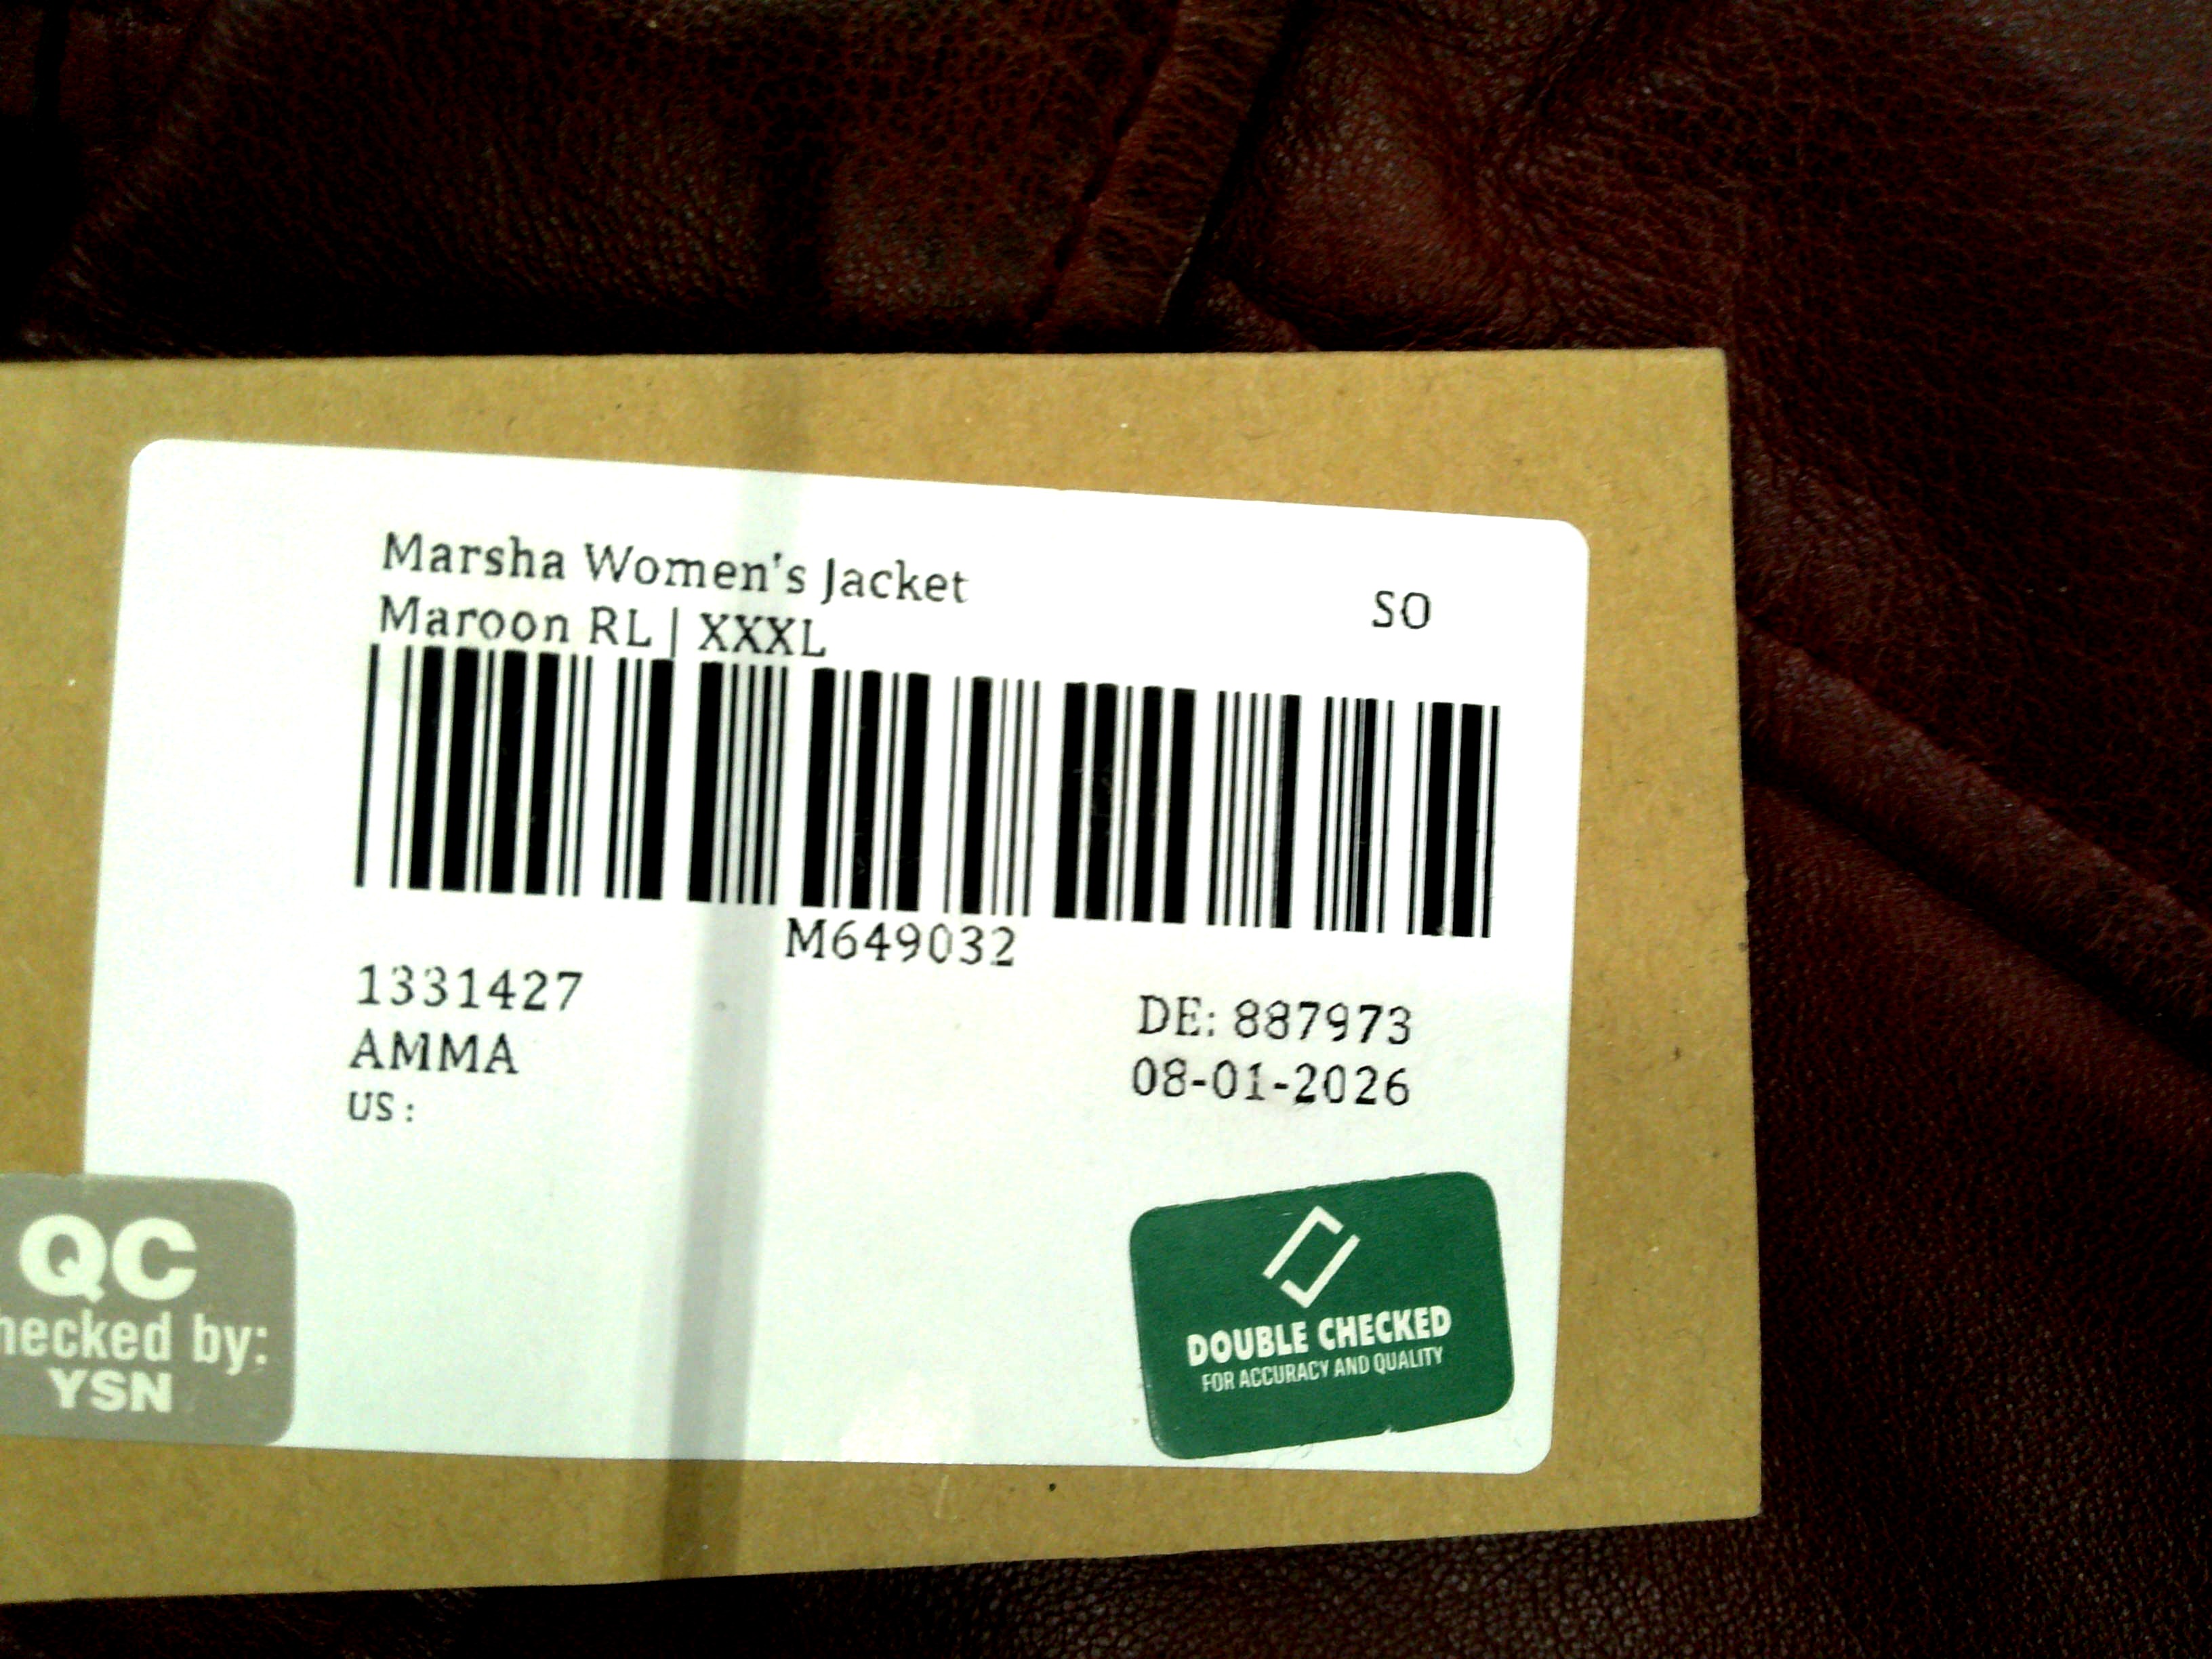 Marsha Women's Jacket
SO
Maroon RL | XXXL
M649032
1331427
DE: 887973
AMMA
08-01-2026
US :
QC
hecked by:
YSN
DOUBLE CHECKED
FOR ACCURACY AND QUALITY